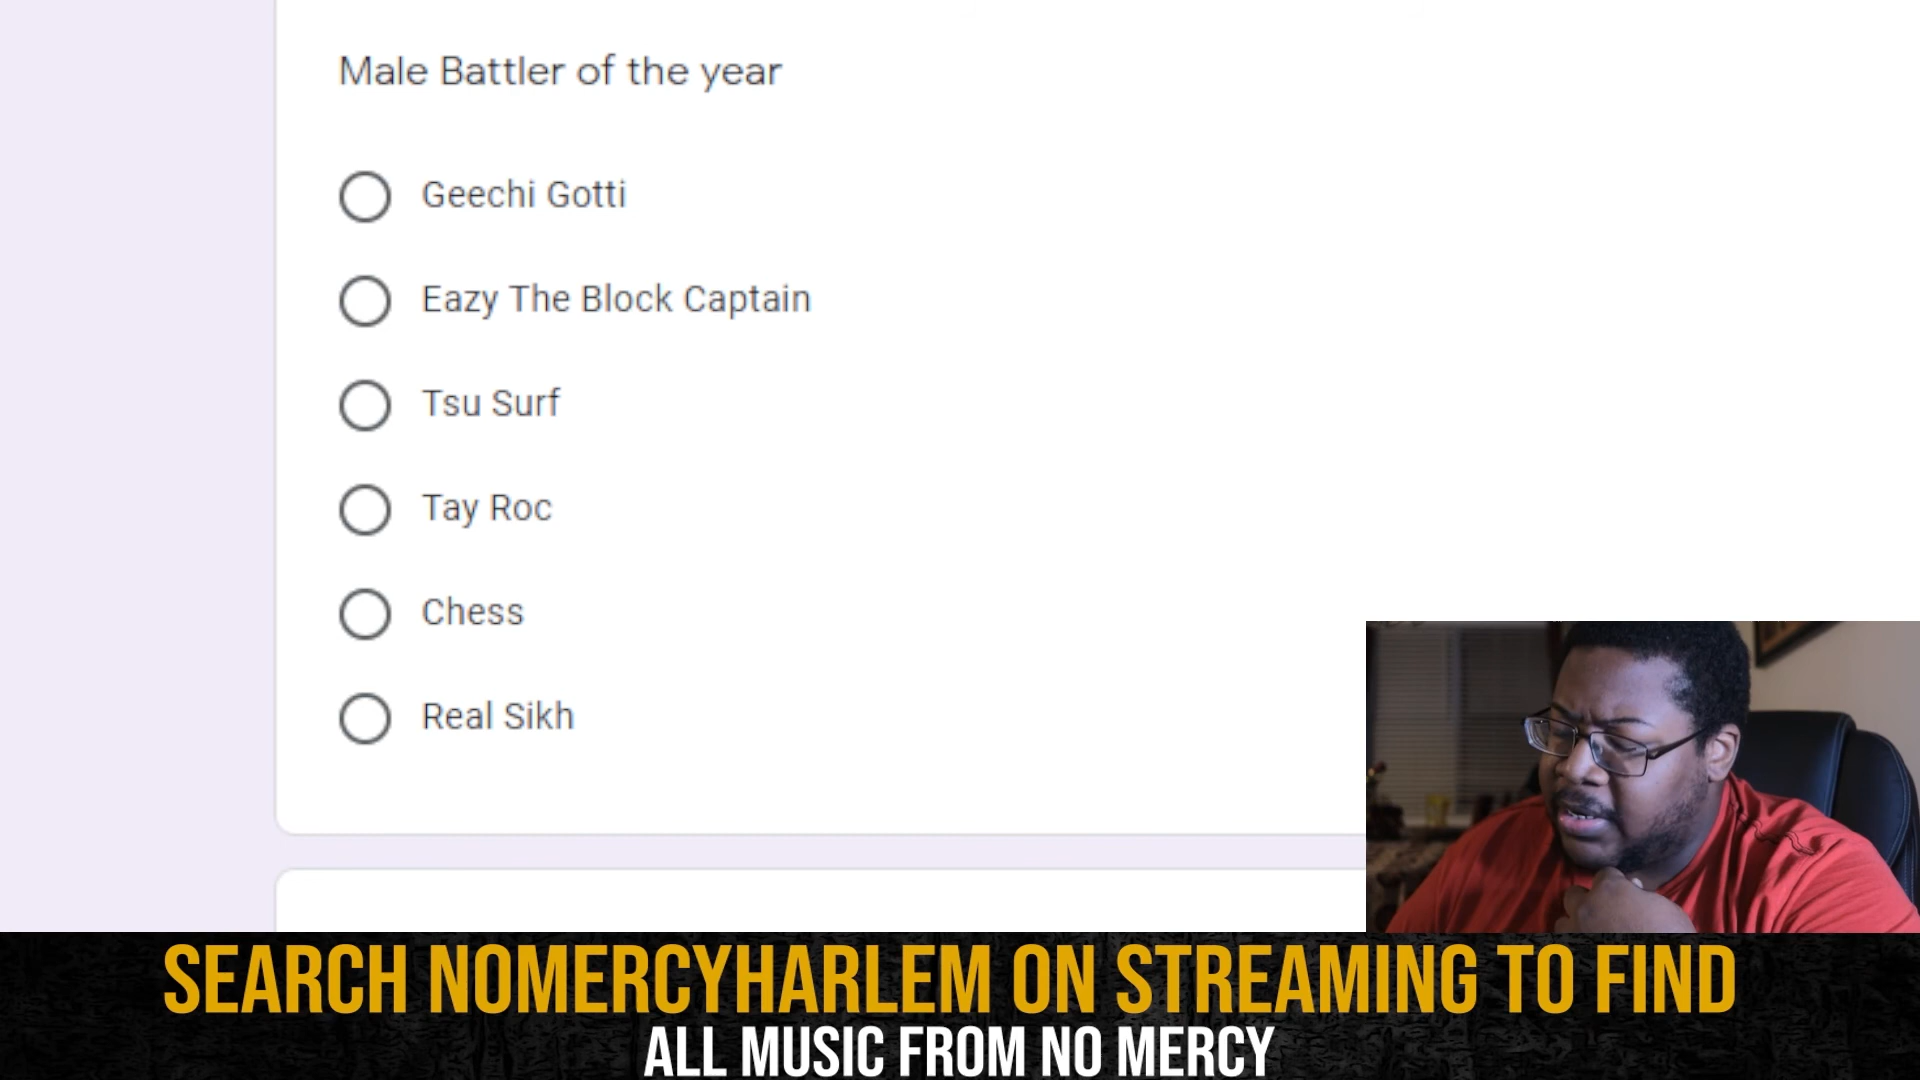 Male Battler of the year
Geechi Gotti
Eazy The Block Captain
Tsu Surf
Tay Roc
Chess
Real Sikh
SEARCH NOMERCYHARLEM ON STREAMING TO FIND
ALL MUSIC FROM NO MERCY